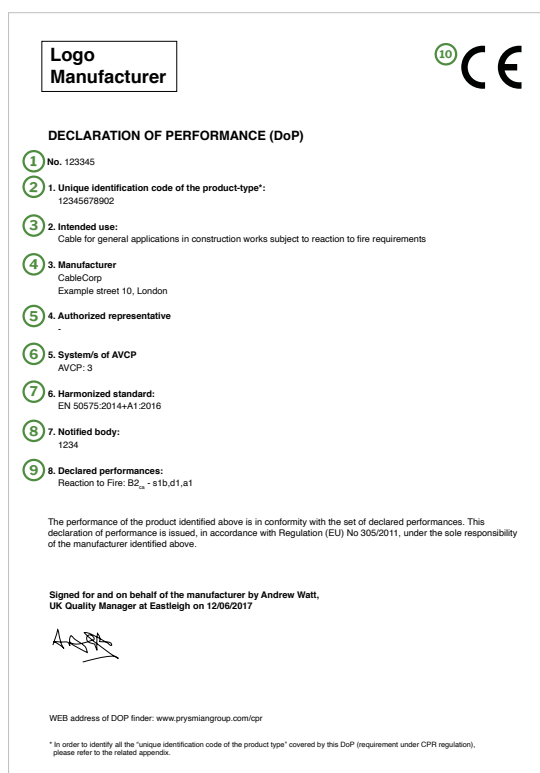 Logo
Manufacturer
10 CE
DECLARATION OF PERFORMANCE (DoP)
1 No. 123345
2 1. Unique identification code of the product-type*:
12345678902
3 2. Intended use:
Cable for general applications in construction works subject to reaction to fire requirements
4 3. Manufacturer
CableCorp
Example street 10, London
5 4. Authorized representative
-
6 5. System/s of AVCP
AVCP: 3
7 6. Harmonized standard:
EN 50575:2014+A1:2016
8 7. Notified body:
1234
9 8. Declared performances:
Reaction to Fire: B2ca - s1b,d1,a1
The performance of the product identified above is in conformity with the set of declared performances. This
declaration of performance is issued, in accordance with Regulation (EU) No 305/2011, under the sole responsibility
of the manufacturer identified above.
Signed for and on behalf of the manufacturer by Andrew Watt,
UK Quality Manager at Eastleigh on 12/06/2017
WEB address of DOP finder: www.prysmiangroup.com/cpr
* In order to identify all the "unique identification code of the product type" covered by this DoP (requirement under CPR regulation),
please refer to the related appendix.